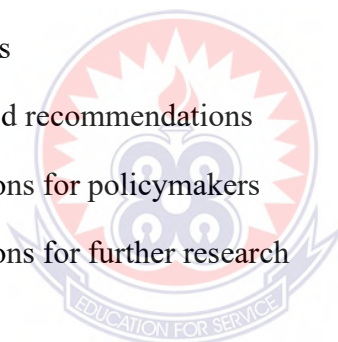 s
d recommendations
ons for policymakers
ons for further research
EDUCATION FOR SERVICE